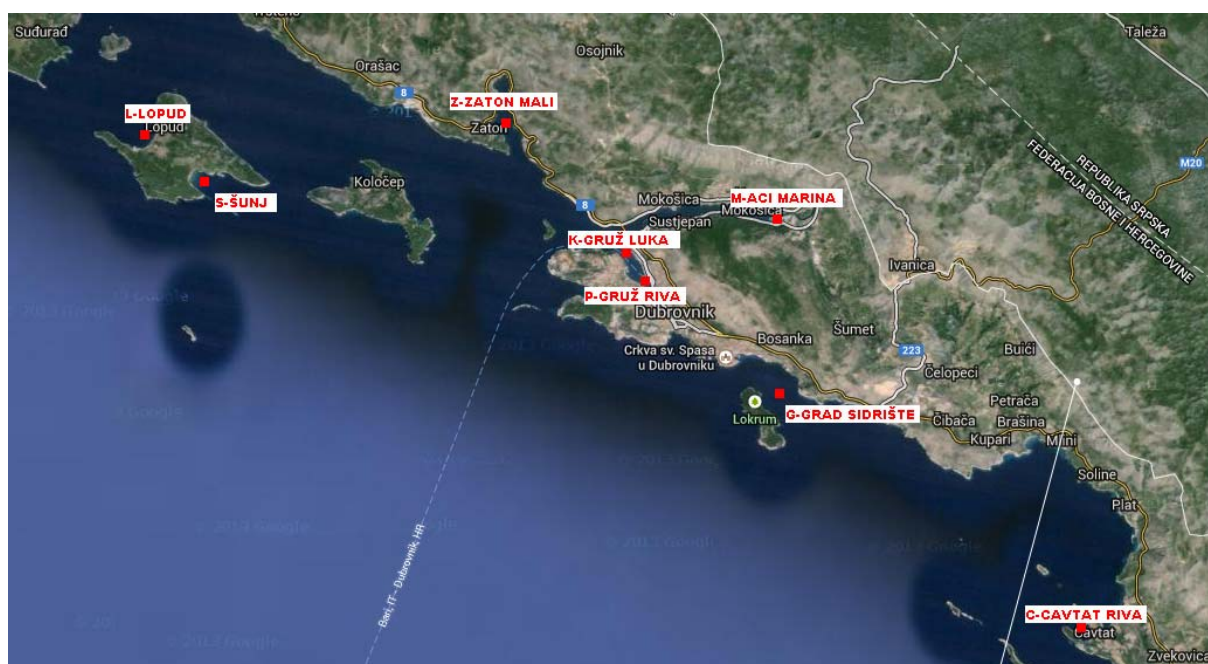 Suđurađ
Taleža
Osojnik
Orašac
8
Z-ZATON MALI
Zaton
L-LOPUD
Lopud
REPUBLIKA SRPSKA
FEDERACIJA BOSNE I HERCEGOVINE
M20
Koločep
S-ŠUNJ
8
Mokošica
M-ACI MARINA
Mokošica
Sustjepan
K-GRUŽ LUKA
Ivanica
P-GRUŽ RIVA
Dubrovnik
Bosanka
Šumet
Buići
Crkva sv. Spasa
u Dubrovniku
223
Čelopeci
Petrača
G-GRAD SIDRIŠTE
Lokrum
Čibača
Brašina
Kupari
Mlini
Soline
Plat
Bari, IT - Dubrovnik, HR
© 2013 Google
C-CAVTAT RIVA
Cavtat
Zvekovica